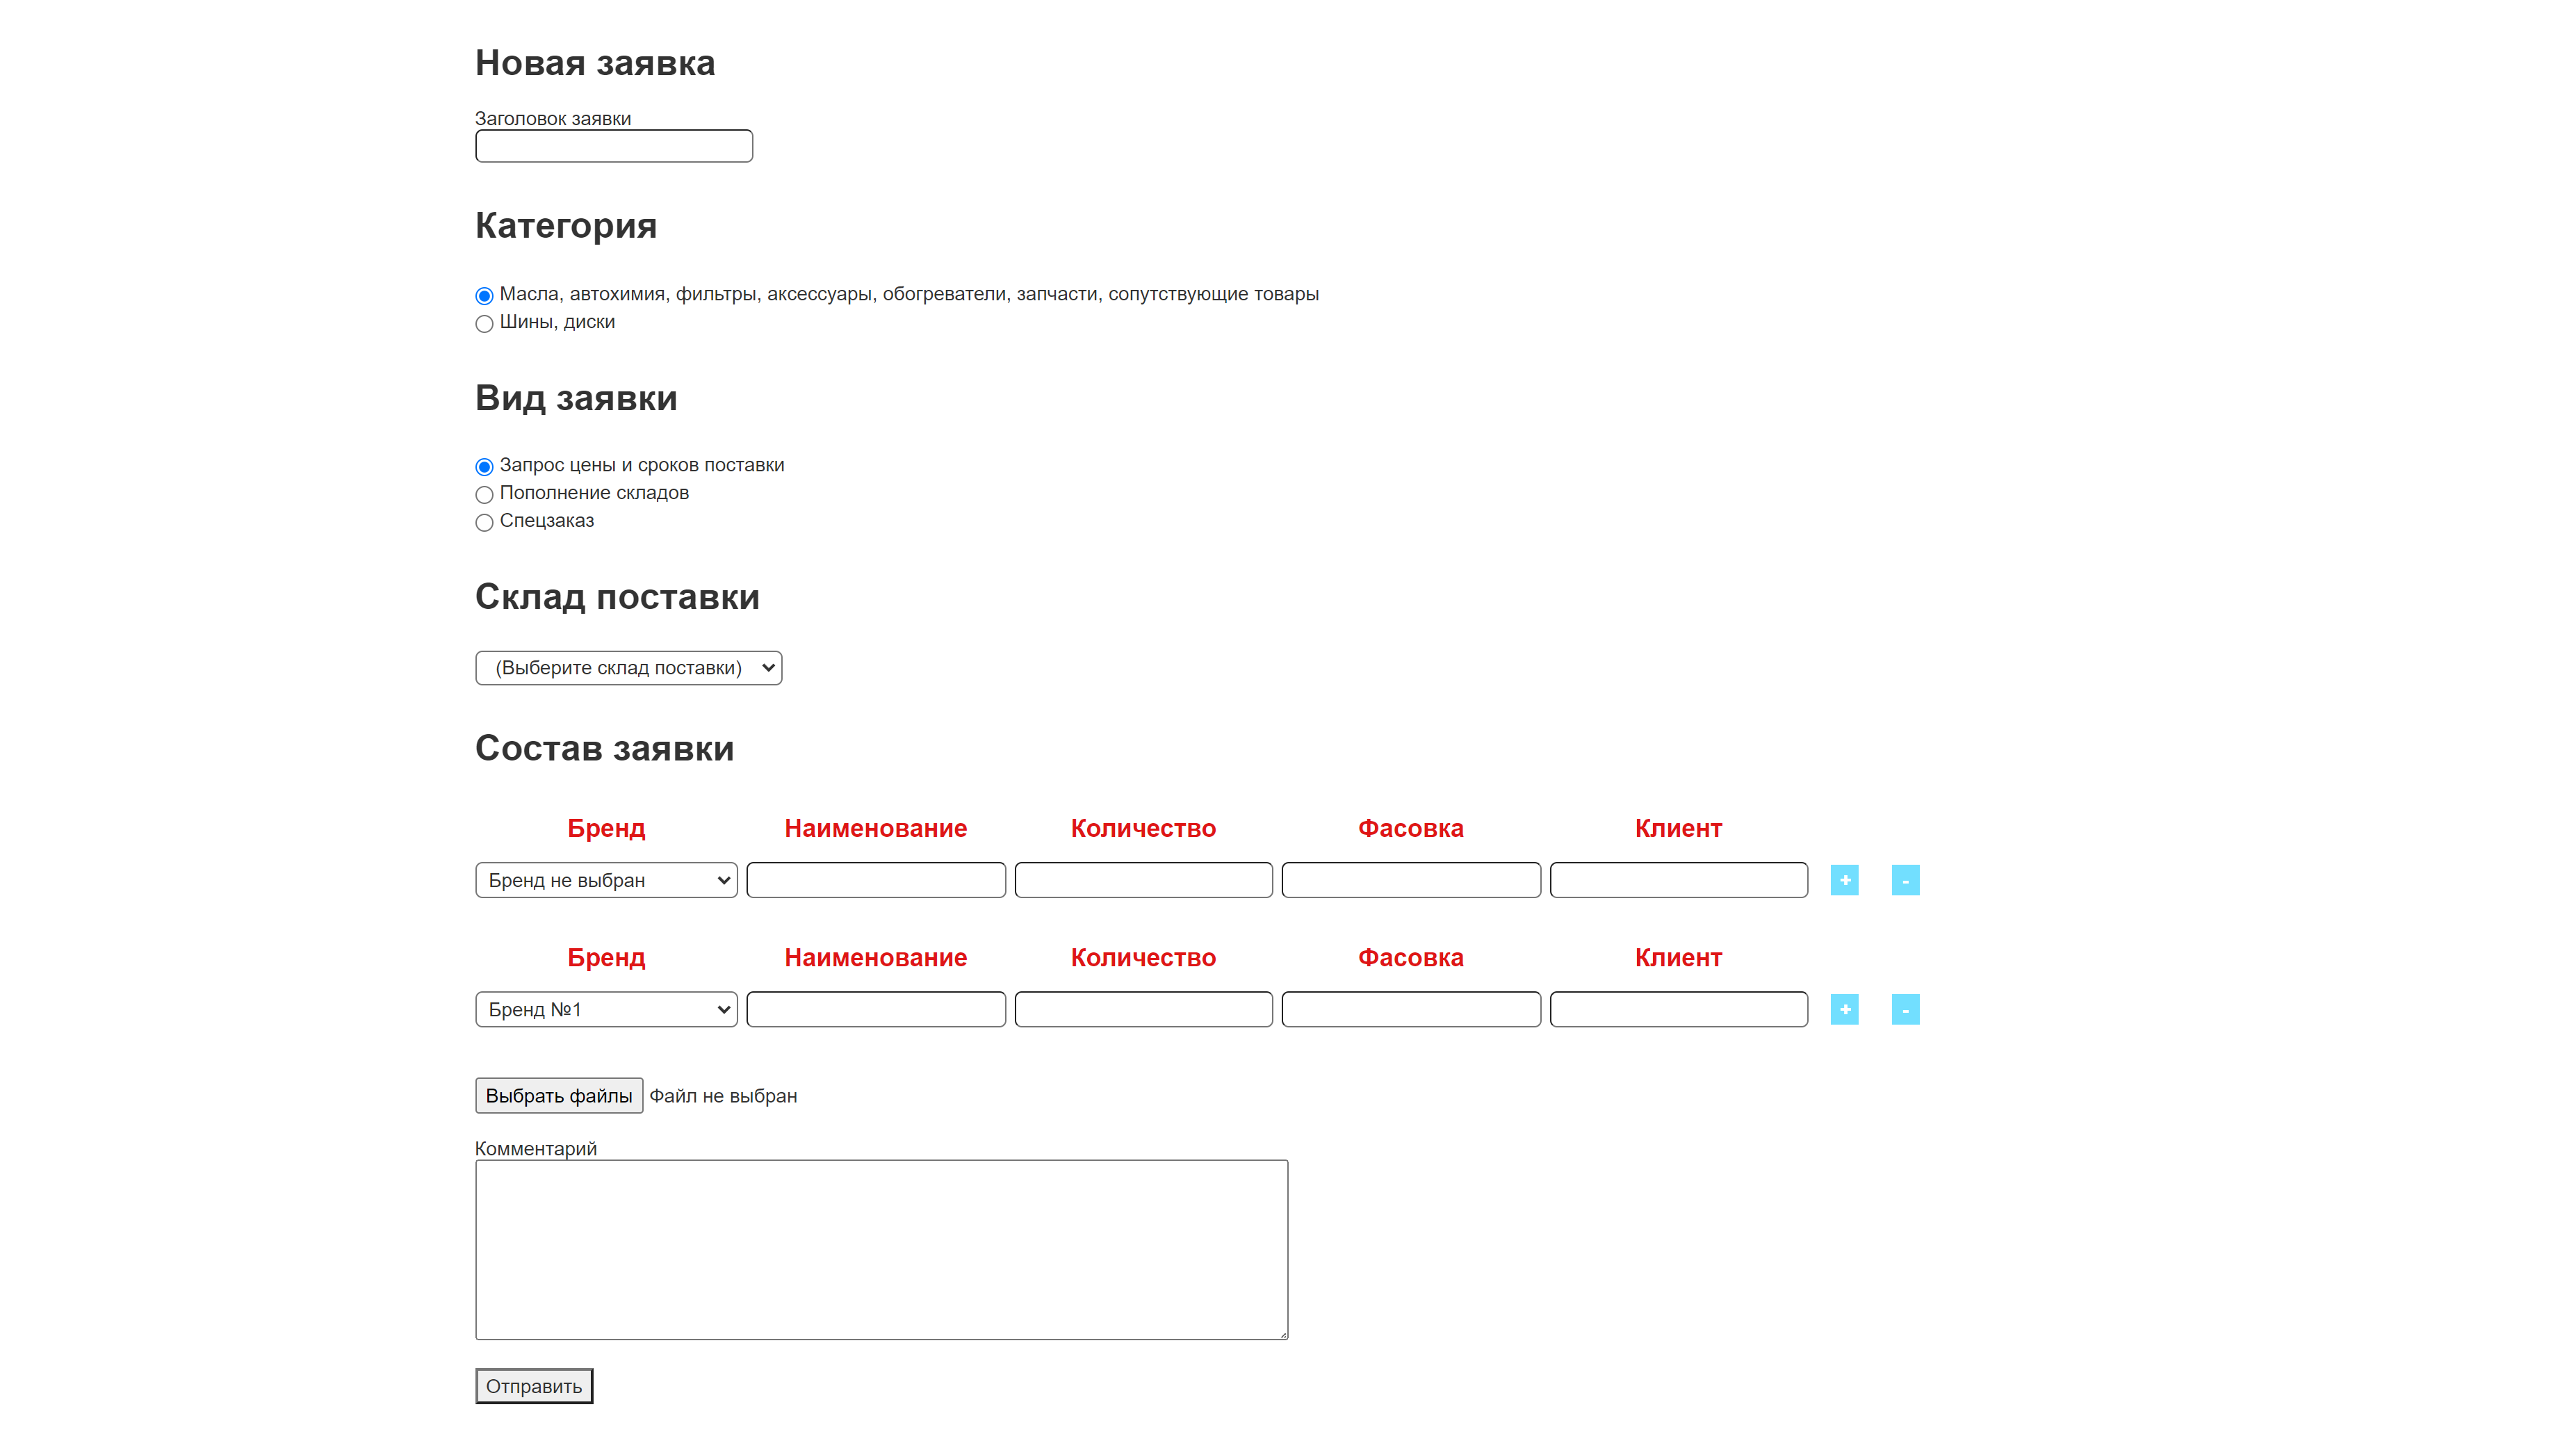 Новая заявка
Заголовок заявки
Категория
Масла, автохимия, фильтры, аксессуары, обогреватели, запчасти, сопутствующие товары
Шины, диски
Вид заявки
Запрос цены и сроков поставки
Пополнение складов
Спецзаказ
Склад поставки
(Выберите склад поставки)
Состав заявки
Бренд Наименование Количество Фасовка Клиент
Бренд не выбран + -
Бренд Наименование Количество Фасовка Клиент
Бренд №1 + -
Выбрать файлы Файл не выбран
Комментарий
Отправить